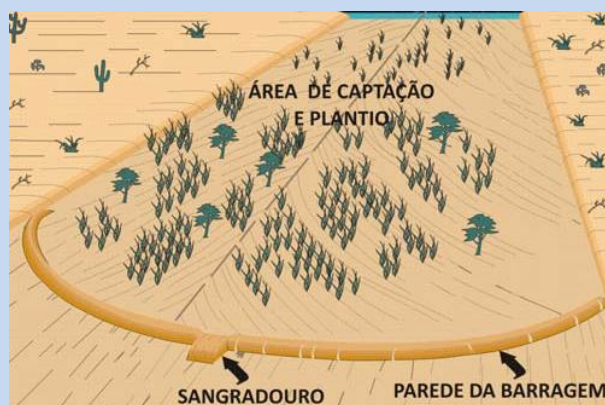 ÁREA DE CAPTAÇÃO
E PLANTIO
SANGRADOURO
PAREDE DA BARRAGEM